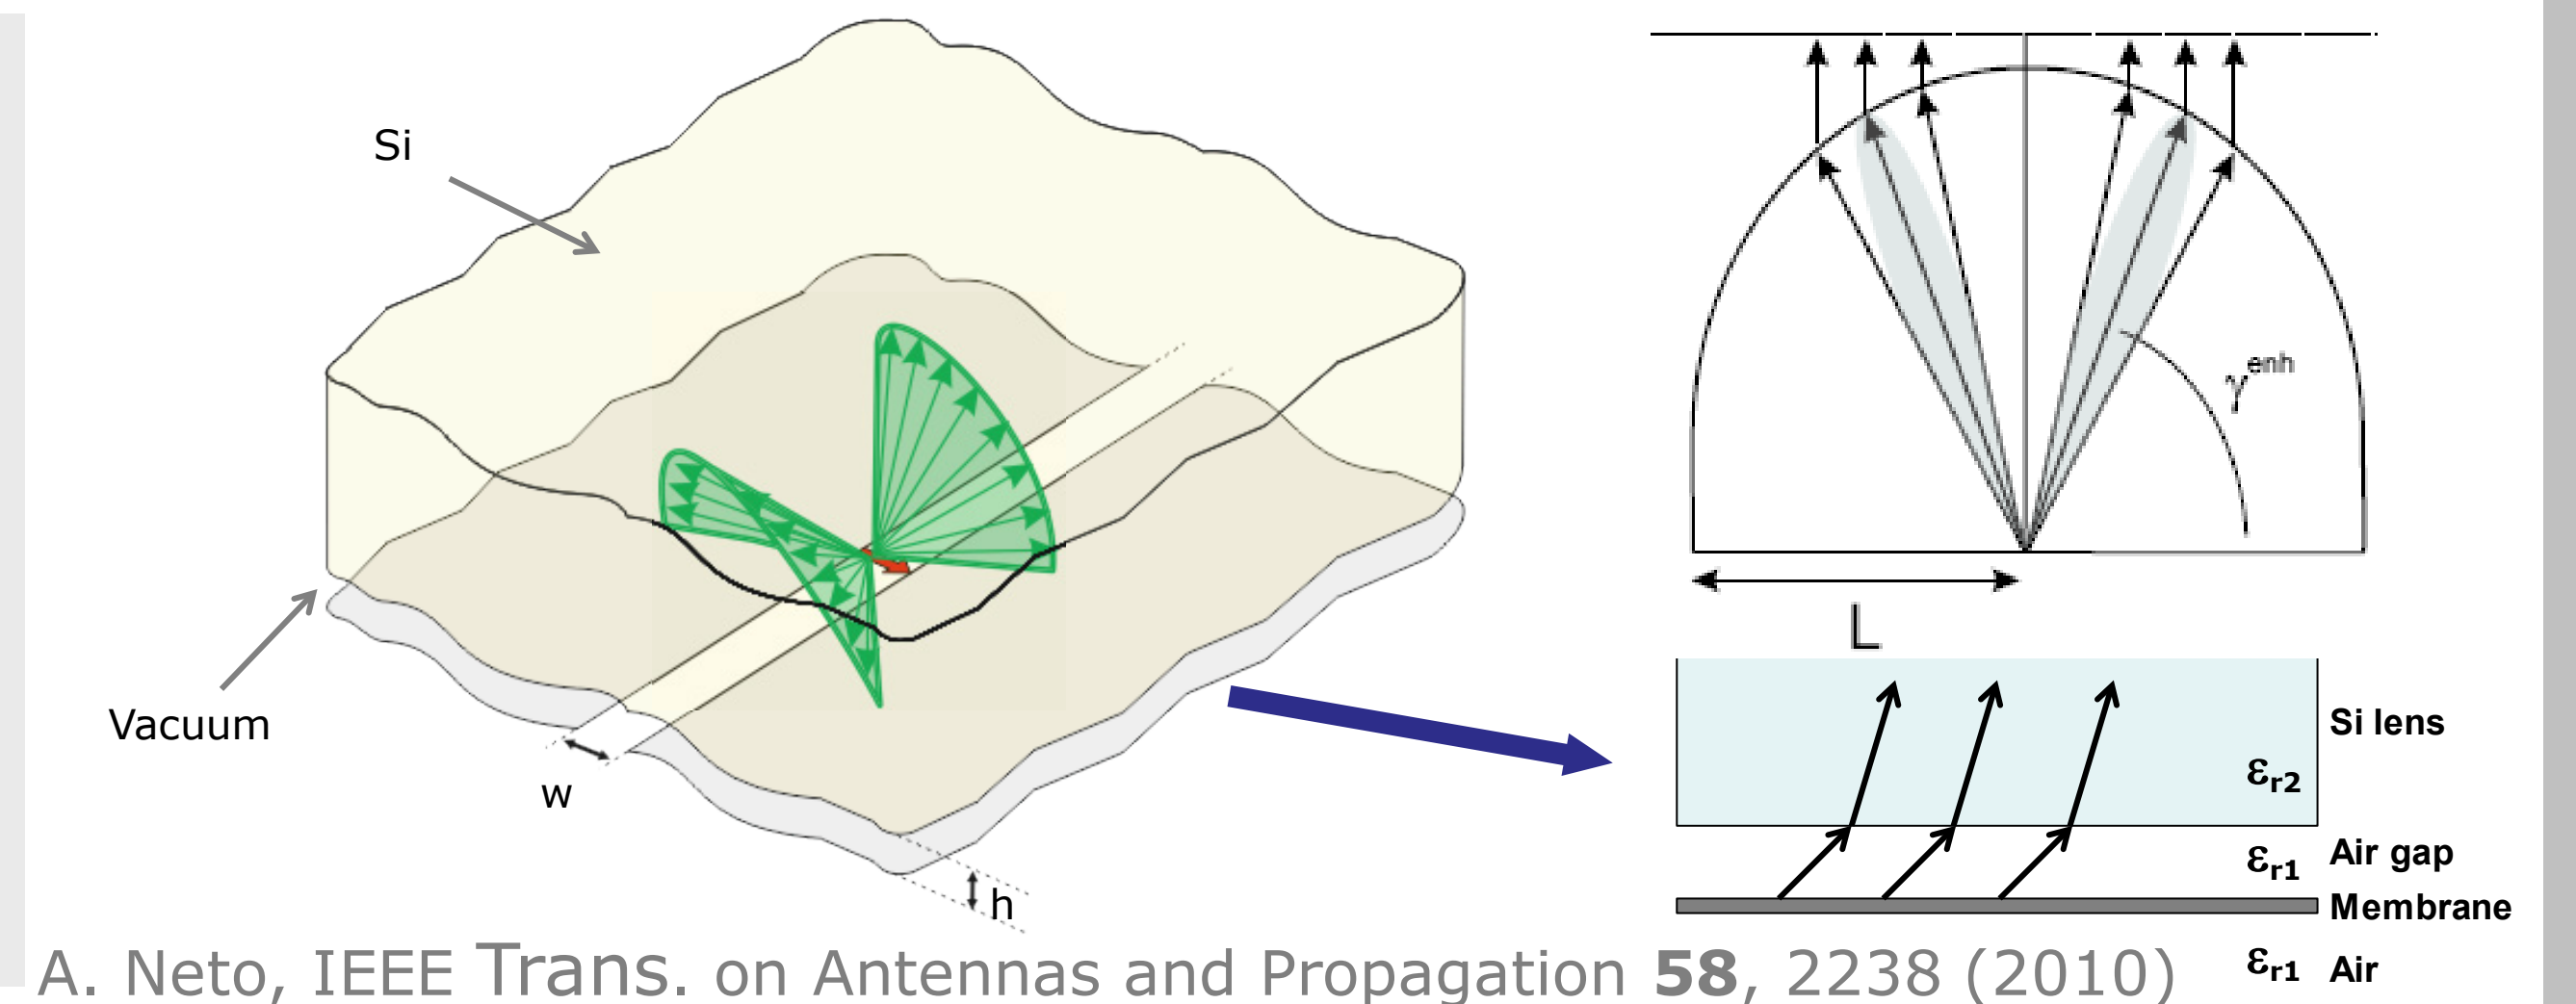 Si
Vacuum
w
h
γenh
L
Si lens
εr2
εr1 Air gap
Membrane
εr1 Air
A. Neto, IEEE Trans. on Antennas and Propagation 58, 2238 (2010)